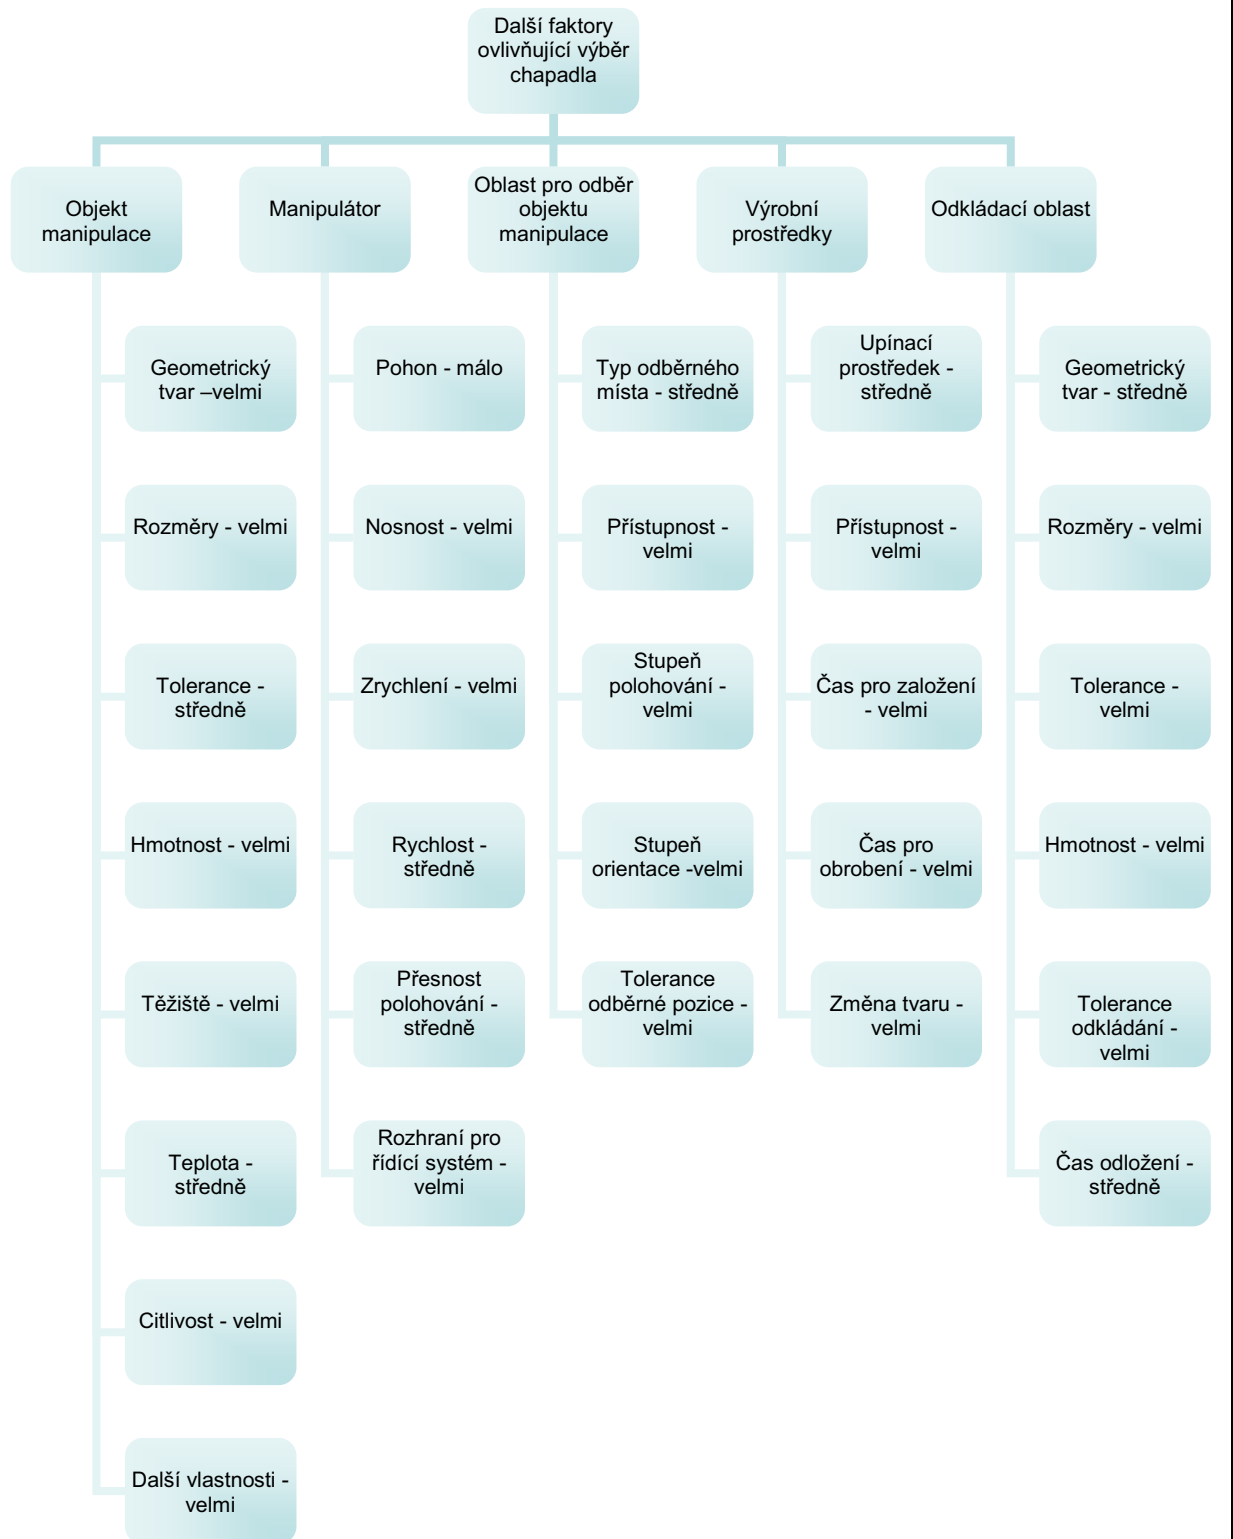 Další faktory
ovlivňující výběr
chapadla
Objekt
manipulace
Geometrický
tvar –velmi
Rozměry - velmi
Tolerance -
středně
Hmotnost - velmi
Těžiště - velmi
Teplota -
středně
Citlivost - velmi
Další vlastnosti -
velmi
Manipulátor
Pohon - málo
Nosnost - velmi
Zrychlení - velmi
Rychlost -
středně
Přesnost
polohování -
středně
Rozhraní pro
řídící systém -
velmi
Oblast pro odběr
objektu
manipulace
Typ odběrného
místa - středně
Přístupnost -
velmi
Stupeň
polohování -
velmi
Stupeň
orientace -velmi
Tolerance
odběrné pozice -
velmi
Výrobní
prostředky
Upínací
prostředek -
středně
Přístupnost -
velmi
Čas pro založení
- velmi
Čas pro
obrobení - velmi
Změna tvaru -
velmi
Odkládací oblast
Geometrický
tvar - středně
Rozměry - velmi
Tolerance -
velmi
Hmotnost - velmi
Tolerance
odkládání -
velmi
Čas odložení -
středně